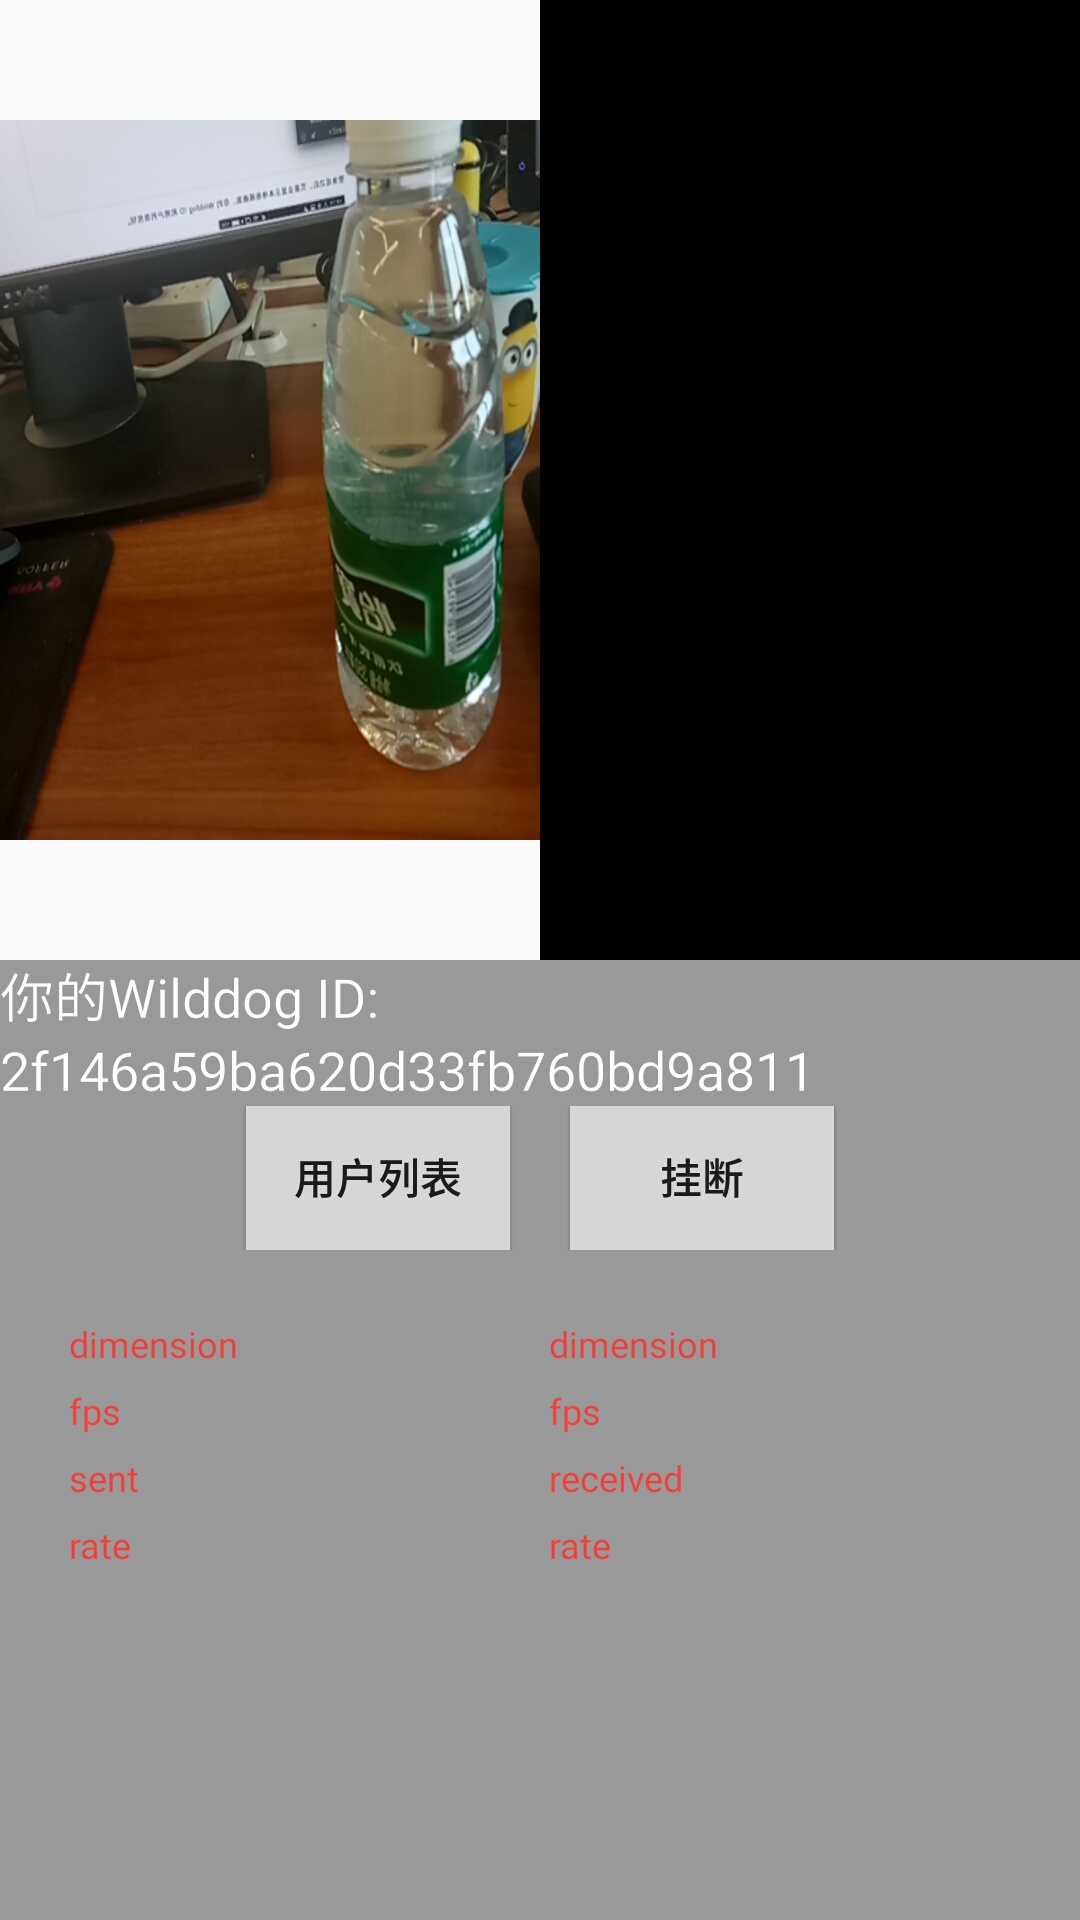 你的Wilddog ID:
2f146a59ba620d33fb760bd9a811
用户列表
挂断
dimension
dimension
fps
fps
sent
received
rate
rate